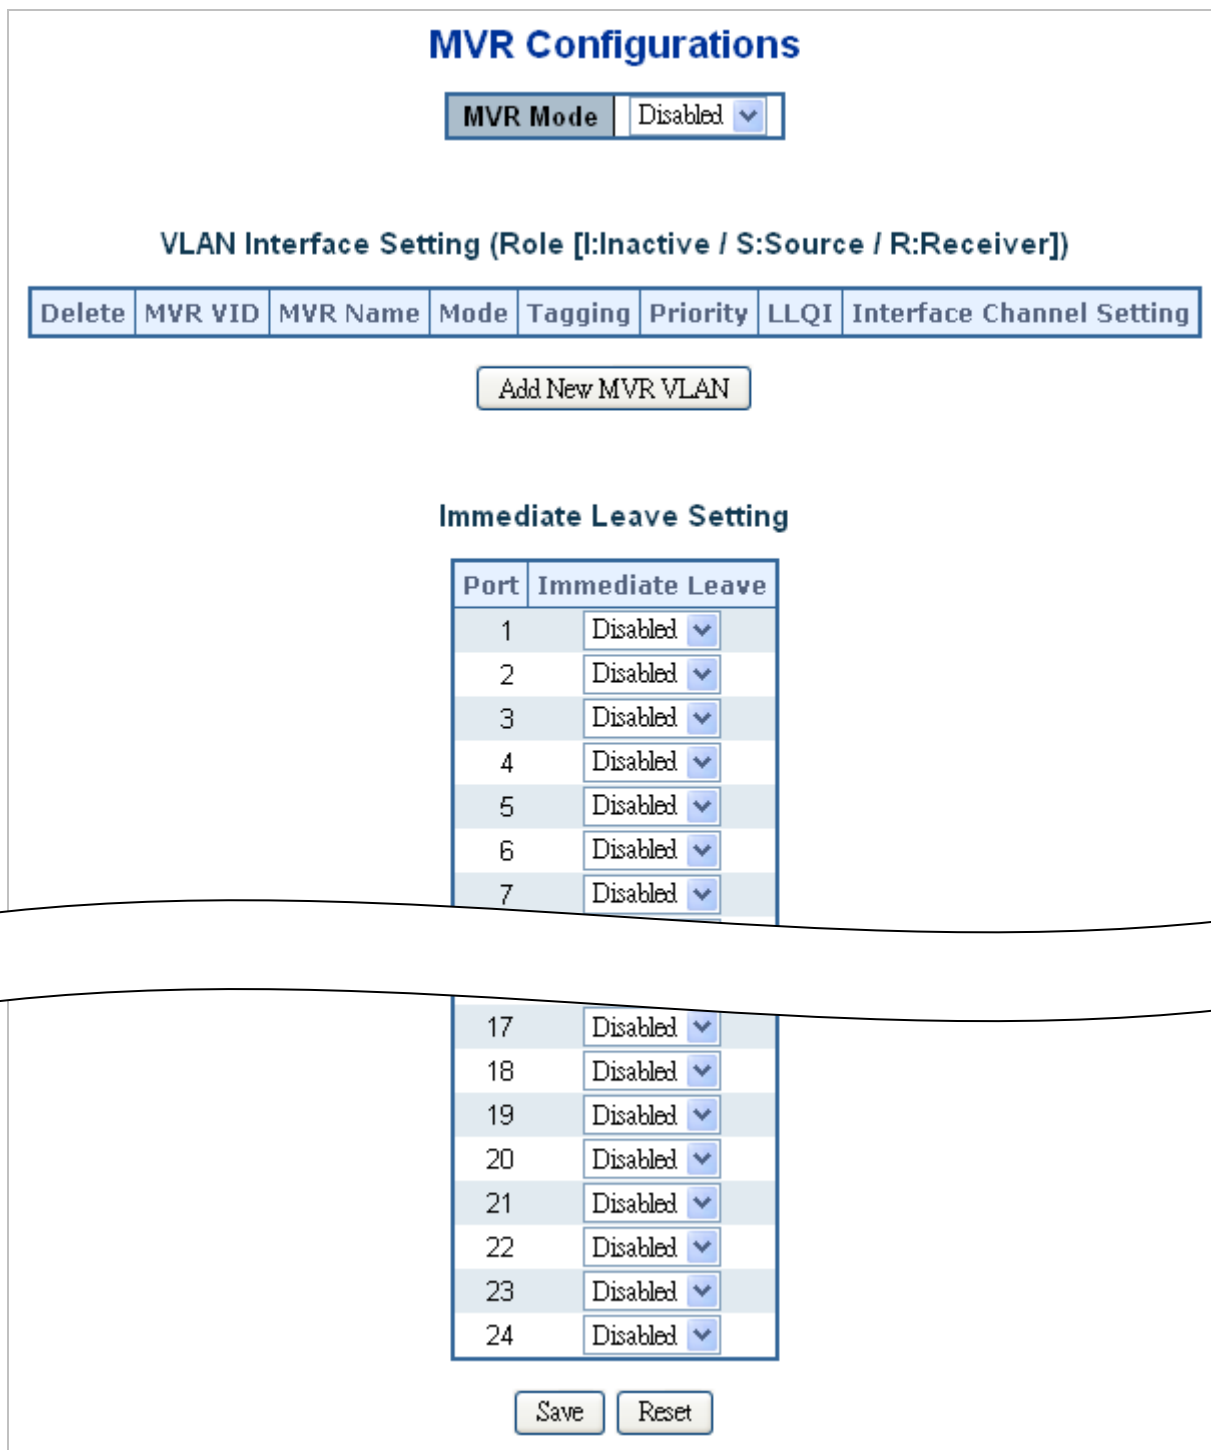 MVR Configurations
MVR Mode Disabled
VLAN Interface Setting (Role [I:Inactive / S:Source / R:Receiver])
Delete MVR VID MVR Name Mode Tagging Priority LLQI Interface Channel Setting
Add New MVR VLAN
Immediate Leave Setting
Port Immediate Leave
1 Disabled
2 Disabled
3 Disabled
4 Disabled
5 Disabled
6 Disabled
7 Disabled
17 Disabled
18 Disabled
19 Disabled
20 Disabled
21 Disabled
22 Disabled
23 Disabled
24 Disabled
Save Reset